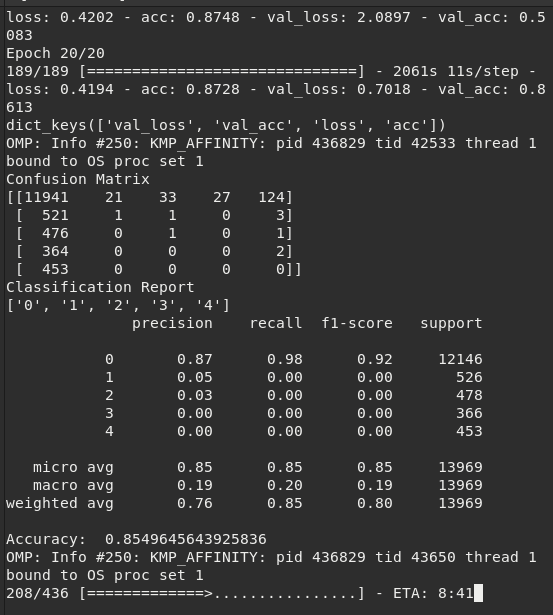 loss: 0.4202 - acc: 0.8748 - val_loss: 2.0897 - val_acc: 0.5
083
Epoch 20/20
189/189 [==============================] - 2061s 11s/step -
loss: 0.4194 - acc: 0.8728 - val_loss: 0.7018 - val_acc: 0.8
613
dict_keys(['val_loss', 'val_acc', 'loss', 'acc'])
OMP: Info #250: KMP_AFFINITY: pid 436829 tid 42533 thread 1
bound to OS proc set 1
Confusion Matrix
[[11941    21    33    27   124]
 [  521     1     1     0     3]
 [  476     0     1     0     1]
 [  364     0     0     0     2]
 [  453     0     0     0     0]]
Classification Report
['0', '1', '2', '3', '4']
              precision    recall  f1-score   support
           0       0.87      0.98      0.92     12146
           1       0.05      0.00      0.00       526
           2       0.03      0.00      0.00       478
           3       0.00      0.00      0.00       366
           4       0.00      0.00      0.00       453
   micro avg       0.85      0.85      0.85     13969
   macro avg       0.19      0.20      0.19     13969
weighted avg       0.76      0.85      0.80     13969
Accuracy:  0.8549645643925836
OMP: Info #250: KMP_AFFINITY: pid 436829 tid 43650 thread 1
bound to OS proc set 1
208/436 [=============>................] - ETA: 8:41